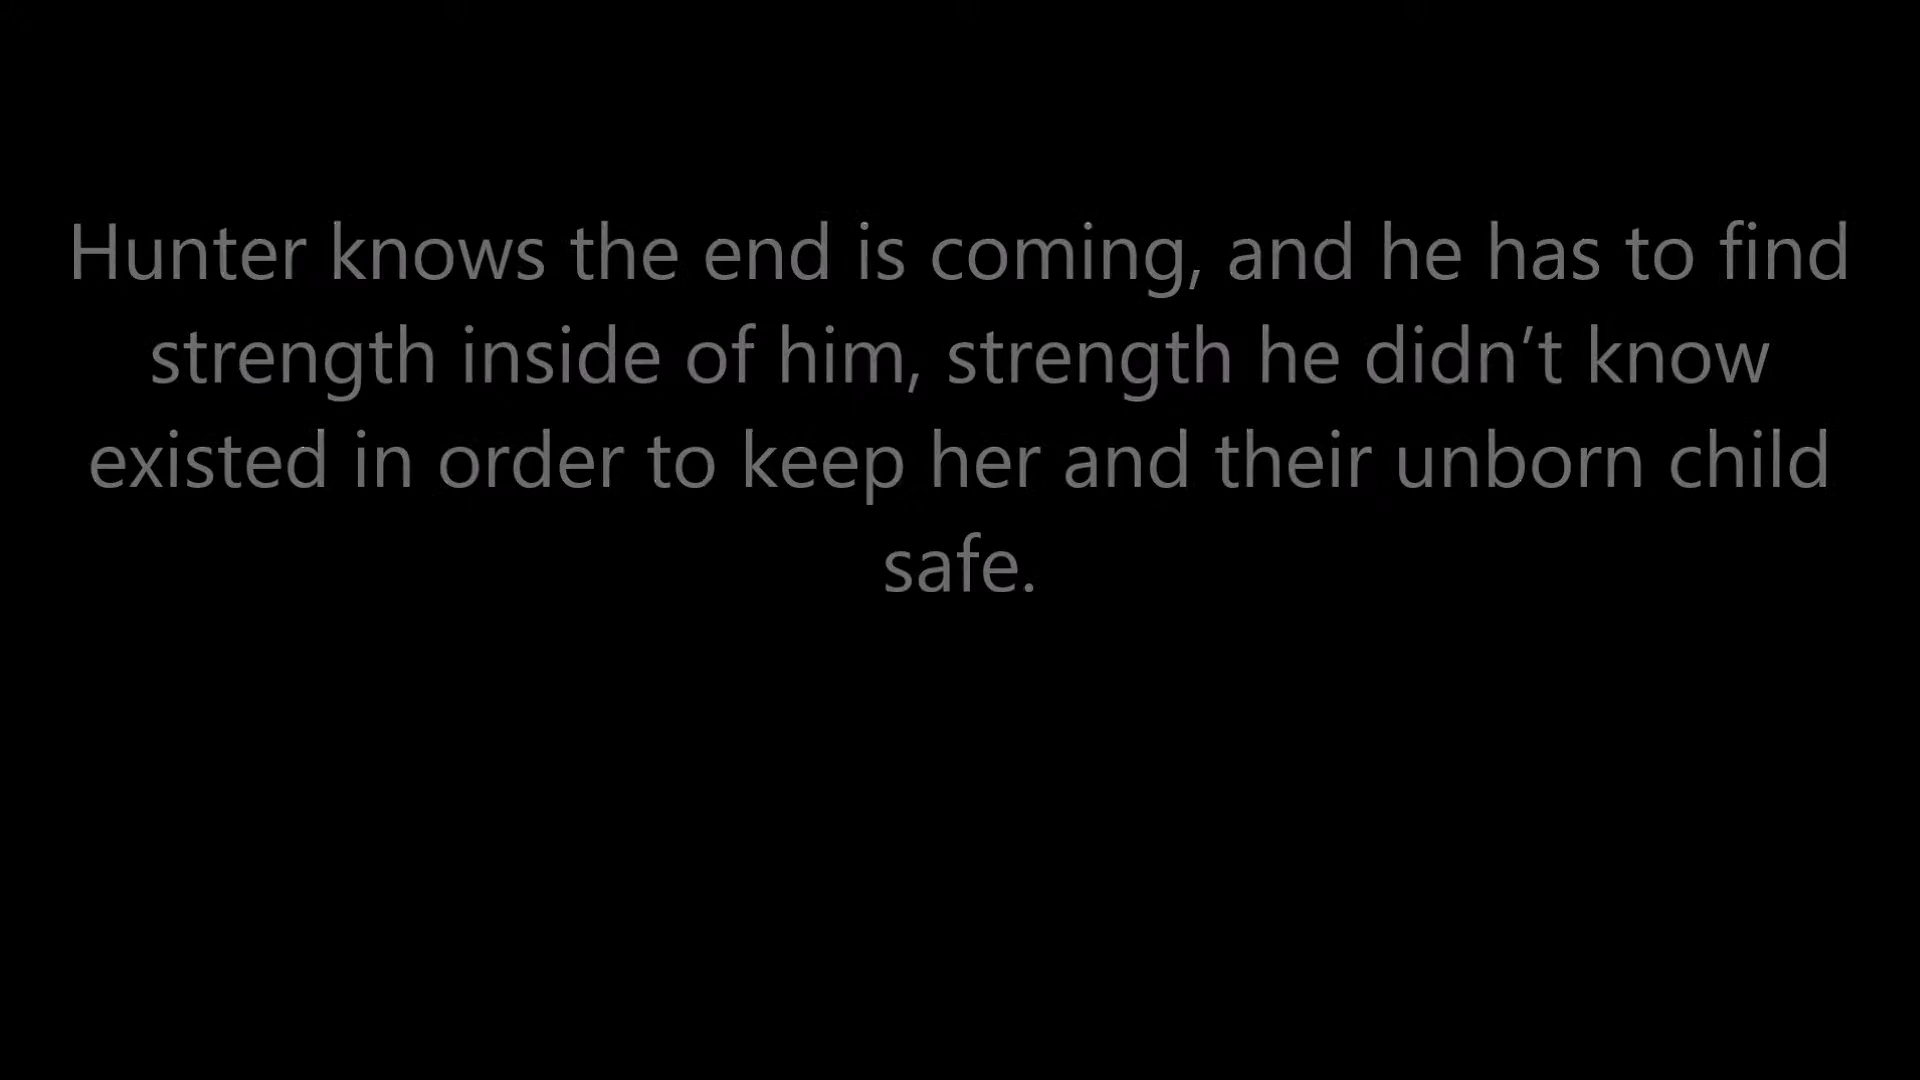 Hunter knows the end is coming, and he has to find
strength inside of him, strength he didn’t know
existed in order to keep her and their unborn child
safe.